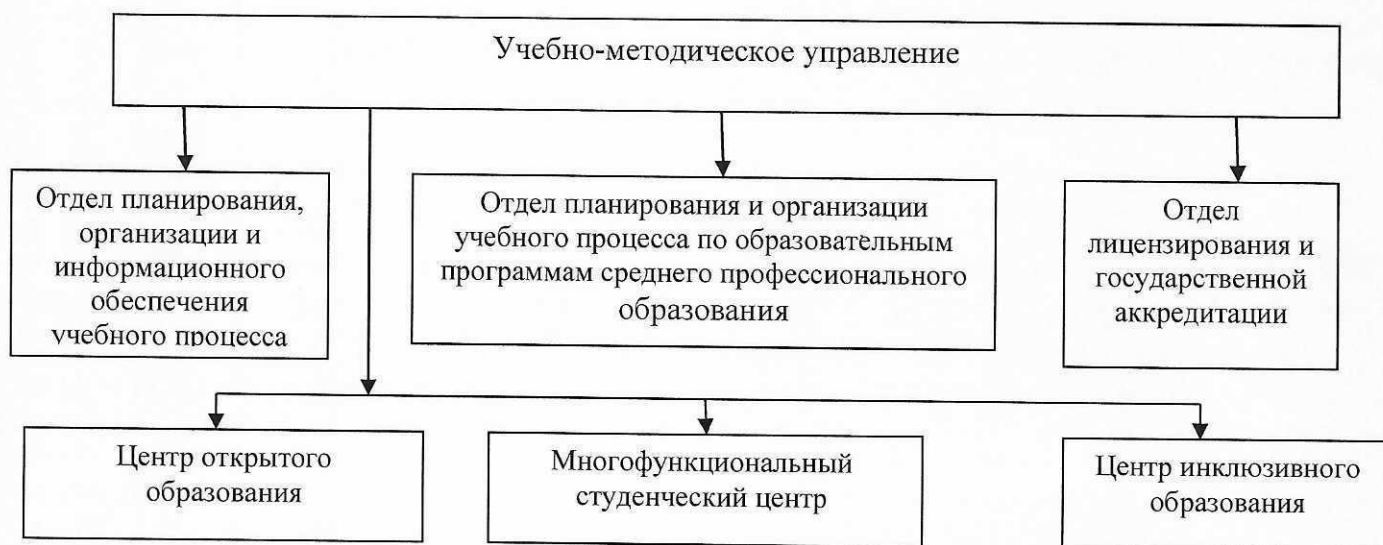 Учебно-методическое управление
Отдел планирования,
организации и
информационного
обеспечения
учебного процесса
Отдел планирования и организации
учебного процесса по образовательным
программам среднего профессионального
образования
Отдел
лицензирования и
государственной
аккредитации
Центр открытого
образования
Многофункциональный
студенческий центр
Центр инклюзивного
образования